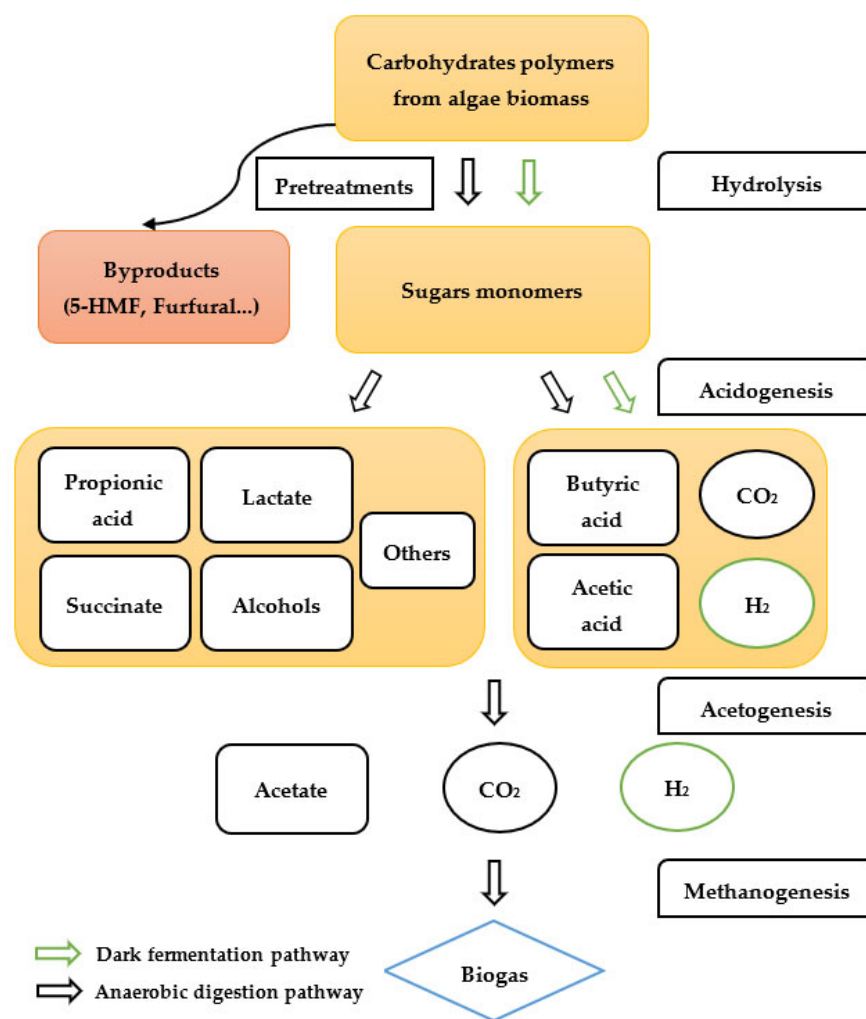 Carbohydrates polymers
from algae biomass
Pretreatments
Hydrolysis
Byproducts
(5-HMF, Furfural...)
Sugars monomers
Acidogenesis
Propionic
acid
Lactate
Others
Succinate
Alcohols
Butyric
acid
CO₂
Acetic
acid
H₂
Acetogenesis
Acetate
CO₂
H₂
Methanogenesis
Biogas
Dark fermentation pathway
Anaerobic digestion pathway